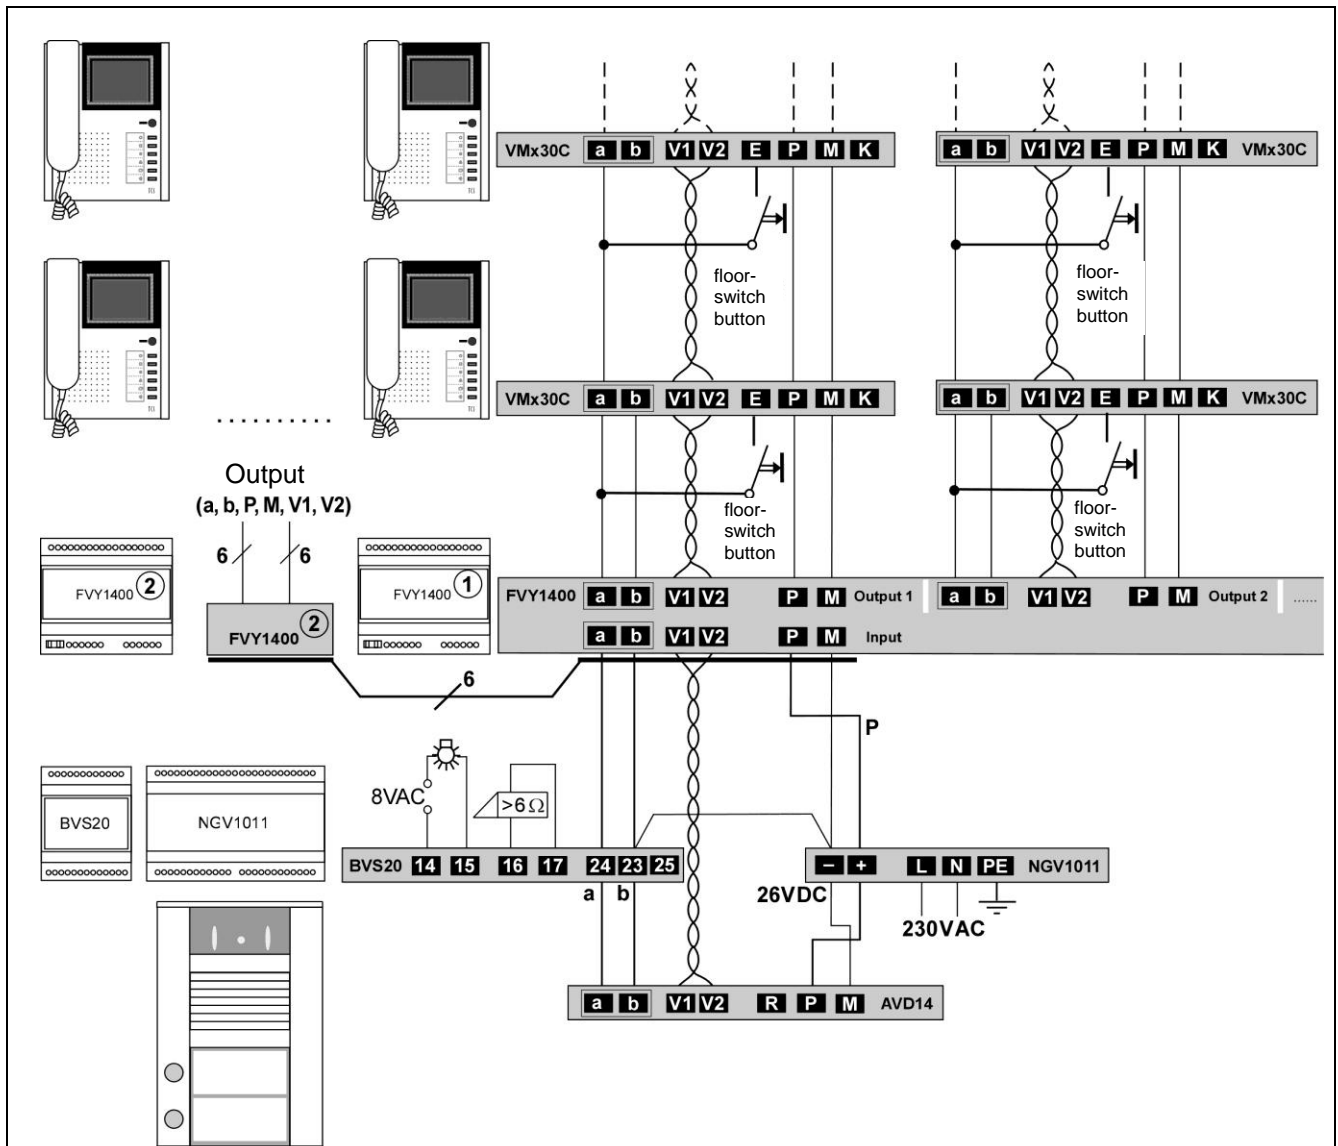 VMx30C a b V1 V2 E P M K
a b V1 V2 E P M K VMx30C
floor-
switch
button
floor-
switch
button
VMx30C a b V1 V2 E P M K
a b V1 V2 E P M K VMx30C
floor-
switch
button
floor-
switch
button
..........
Output
(a, b, P, M, V1, V2)
6 6
FVY1400 2
FVY1400 1
FVY1400 2
FVY1400 a b V1 V2 P M Output 1
a b V1 V2 P M Output 2 ......
a b V1 V2 P M Input
6
P
8VAC
>6 Ω
BVS20
NGV1011
BVS20 14 15 16 17 24 23 25
a b
– + L N PE NGV1011
26VDC
230VAC
a b V1 V2 R P M AVD14